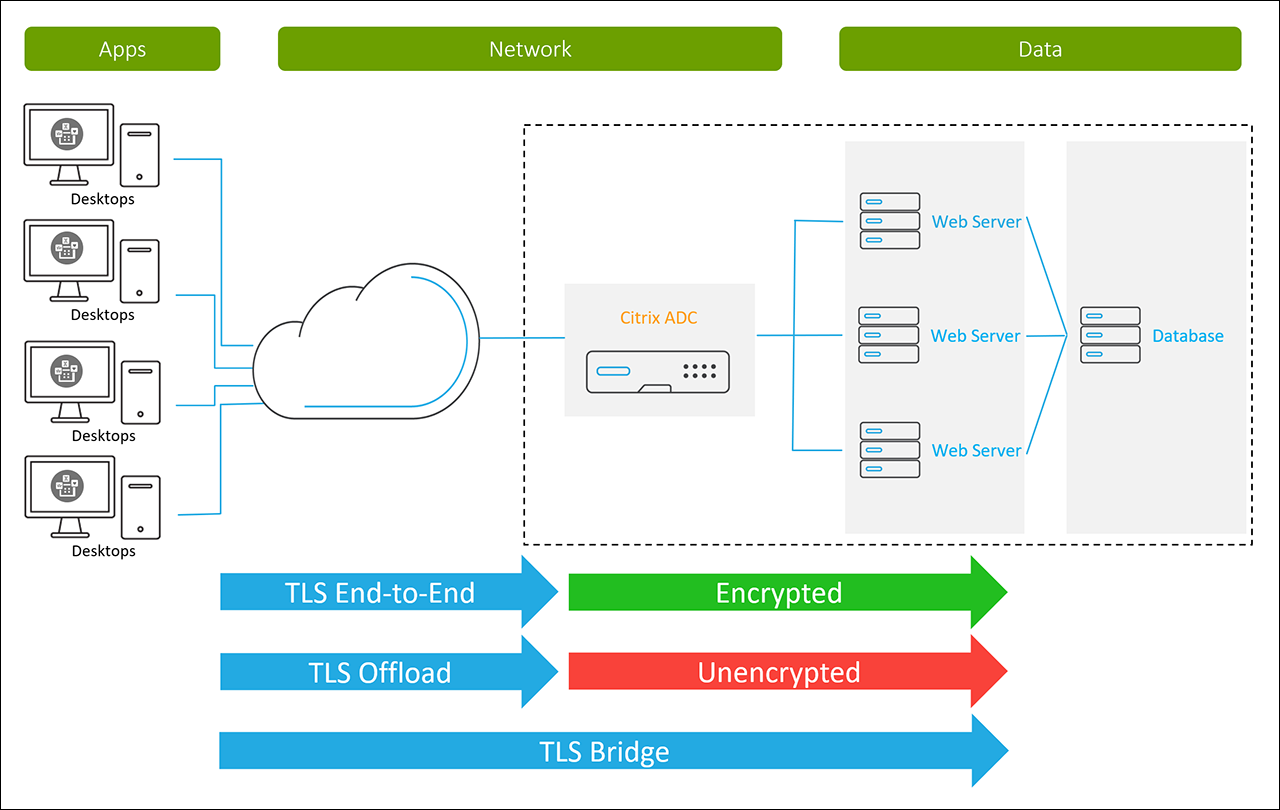 Apps
Network
Data
Desktops
Desktops
Desktops
Desktops
Citrix ADC
Web Server
Web Server
Web Server
Database
TLS End-to-End
Encrypted
TLS Offload
Unencrypted
TLS Bridge